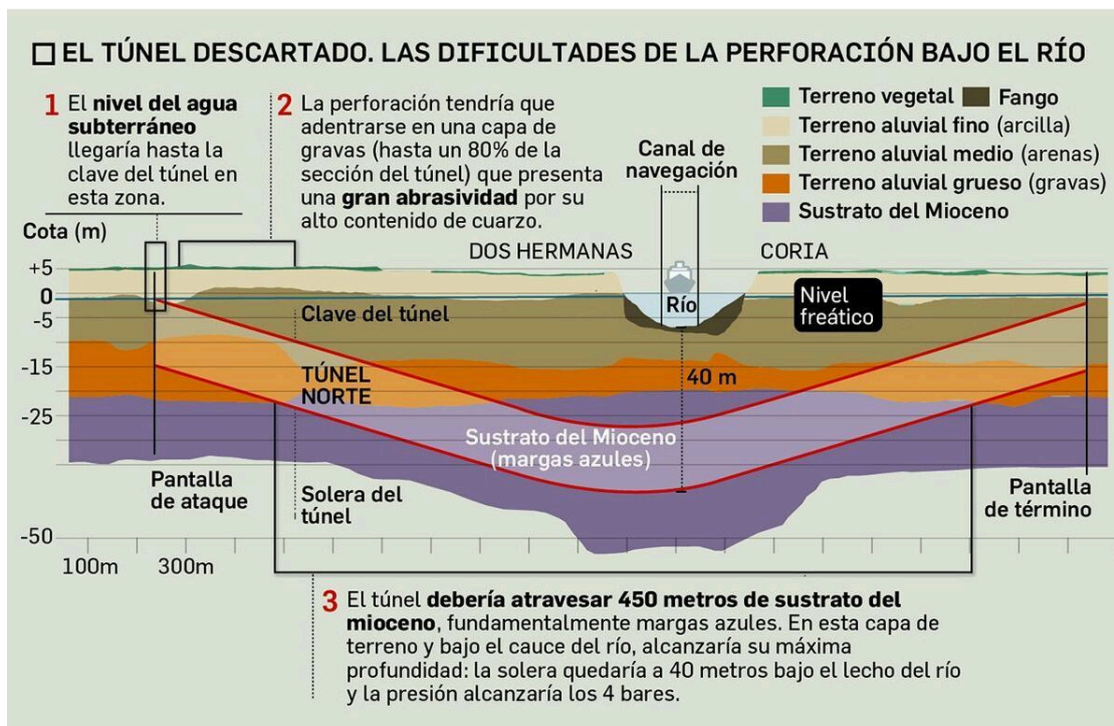 EL TÚNEL DESCARTADO. LAS DIFICULTADES DE LA PERFORACIÓN BAJO EL RÍO
1 El nivel del agua
subterráneo
llegaría hasta la
clave del túnel en
esta zona.
2 La perforación tendría que
adentrarse en una capa de
gravas (hasta un 80% de la
sección del túnel) que presenta
una gran abrasividad por su
alto contenido de cuarzo.
Canal de
navegación
Terreno vegetal Fango
Terreno aluvial fino (arcilla)
Terreno aluvial medio (arenas)
Terreno aluvial grueso (gravas)
Sustrato del Mioceno
Cota (m)
DOS HERMANAS
CORIA
+5
0
-5
-15
-25
-50
Río
Nivel
freático
Clave del túnel
TÚNEL
NORTE
40 m
Sustrato del Mioceno
(margas azules)
Pantalla
de ataque
Solera del
túnel
Pantalla
de término
100m 300m
3 El túnel debería atravesar 450 metros de sustrato del
mioceno, fundamentalmente margas azules. En esta capa de
terreno y bajo el cauce del río, alcanzaría su máxima
profundidad: la solera quedaría a 40 metros bajo el lecho del río
y la presión alcanzaría los 4 bares.